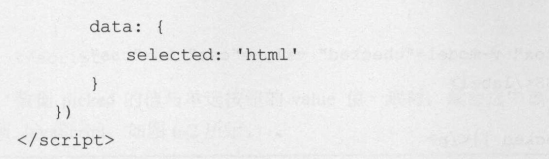 data: {
            selected: 'html'
        }
    })
</script>